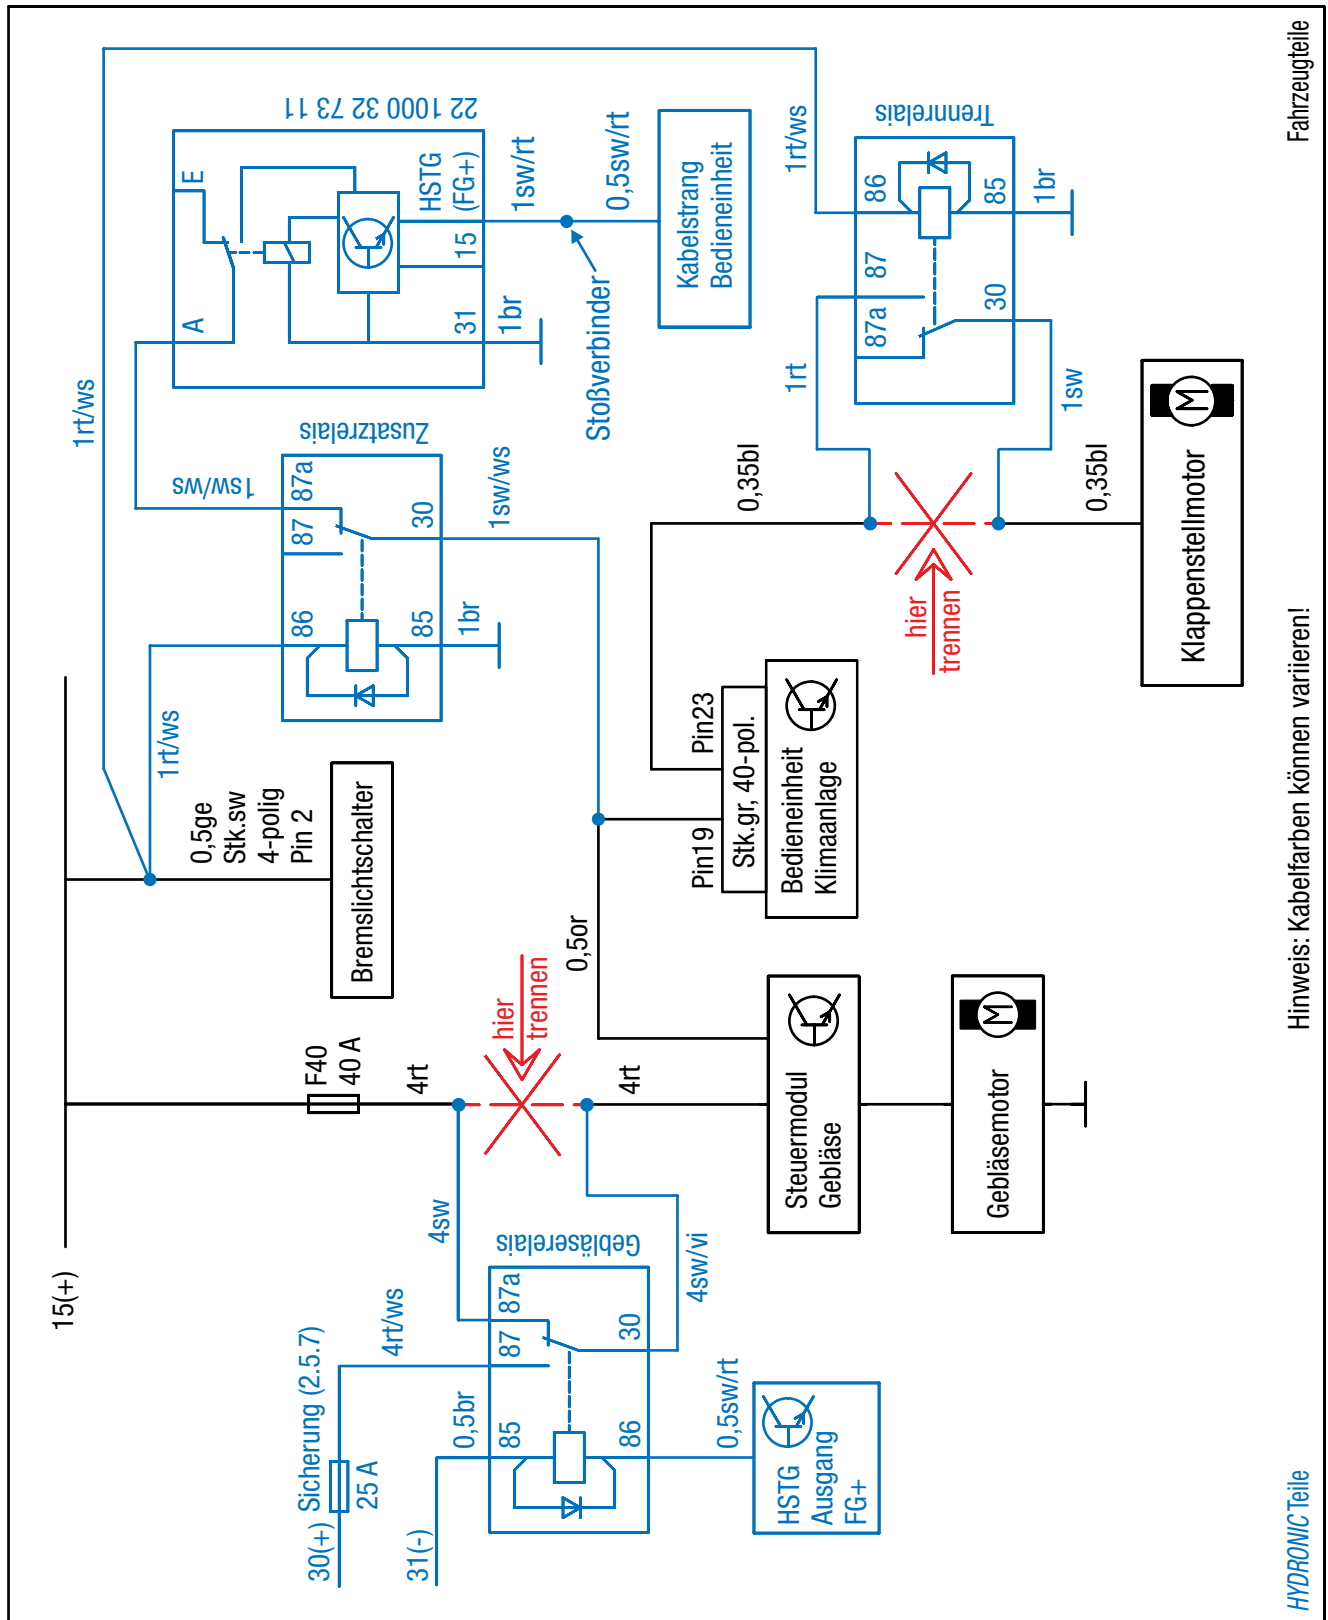 15(+)
30(+)
Sicherung (2.5.7)
25 A
4rt/ws
31(-)
0,5br
Gebläserelais
85
87
87a
86
30
4sw
4sw/vi
0,5sw/rt
HSTG
Ausgang
FG+
F40
40 A
4rt
hier
trennen
4rt
Steuermodul
Gebläse
M
Gebläsemotor
0,5or
0,5ge
Stk.sw
4-polig
Pin 2
Bremslichtschalter
1rt/ws
1rt/ws
Zusatzrelais
86
87
87a
85
30
1br
1sw/ws
1sw/ws
22 1000 32 73 11
A
E
31
15
HSTG
(FG+)
1br
1sw/rt
Stoßverbinder
0,5sw/rt
Kabelstrang
Bedieneinheit
Pin19
Pin23
Stk.gr, 40-pol.
Bedieneinheit
Klimaanlage
0,35bl
hier
trennen
0,35bl
M
Klappenstellmotor
1rt/ws
Trennrelais
87a
87
86
30
85
1rt
1sw
1br
HYDRONIC Teile
Hinweis: Kabelfarben können variieren!
Fahrzeugteile